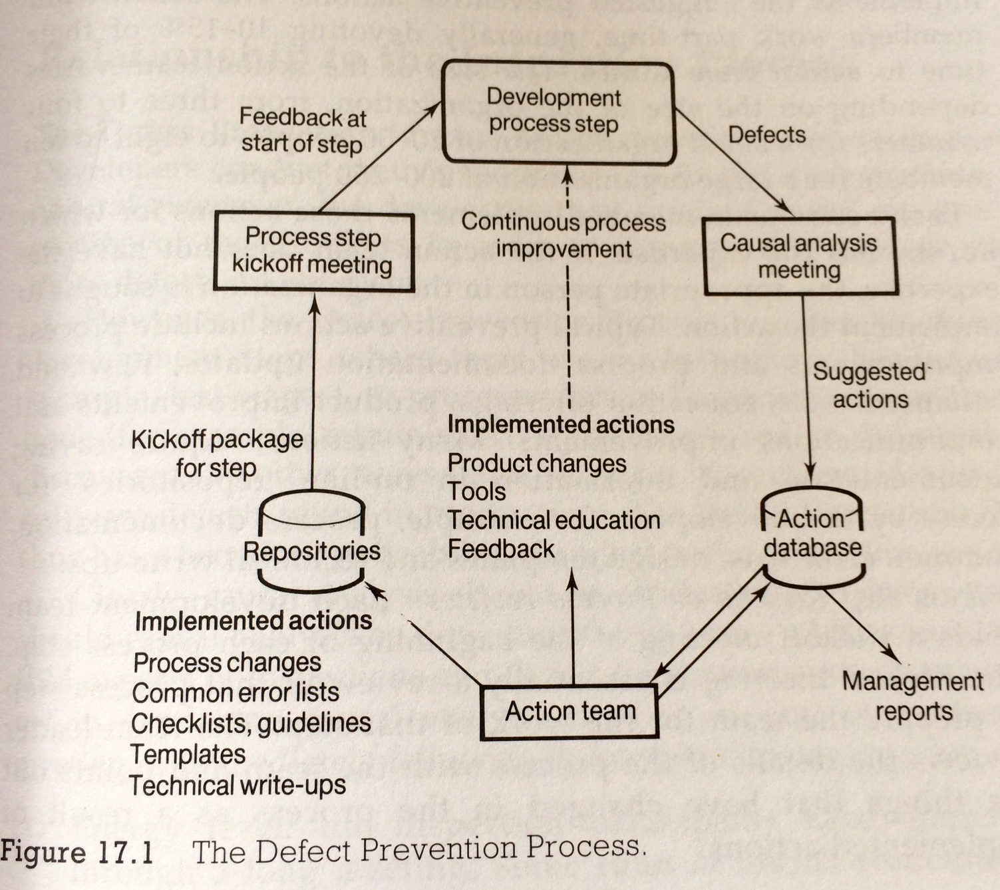 Development
process step
Feedback at
start of step
Defects
Process step
kickoff meeting
Continuous process
improvement
Causal analysis
meeting
Suggested
actions
Kickoff package
for step
Implemented actions
Product changes
Tools
Technical education
Feedback
Repositories
Action
database
Implemented actions
Process changes
Common error lists
Checklists, guidelines
Templates
Technical write-ups
Action team
Management
reports
Figure 17.1 The Defect Prevention Process.